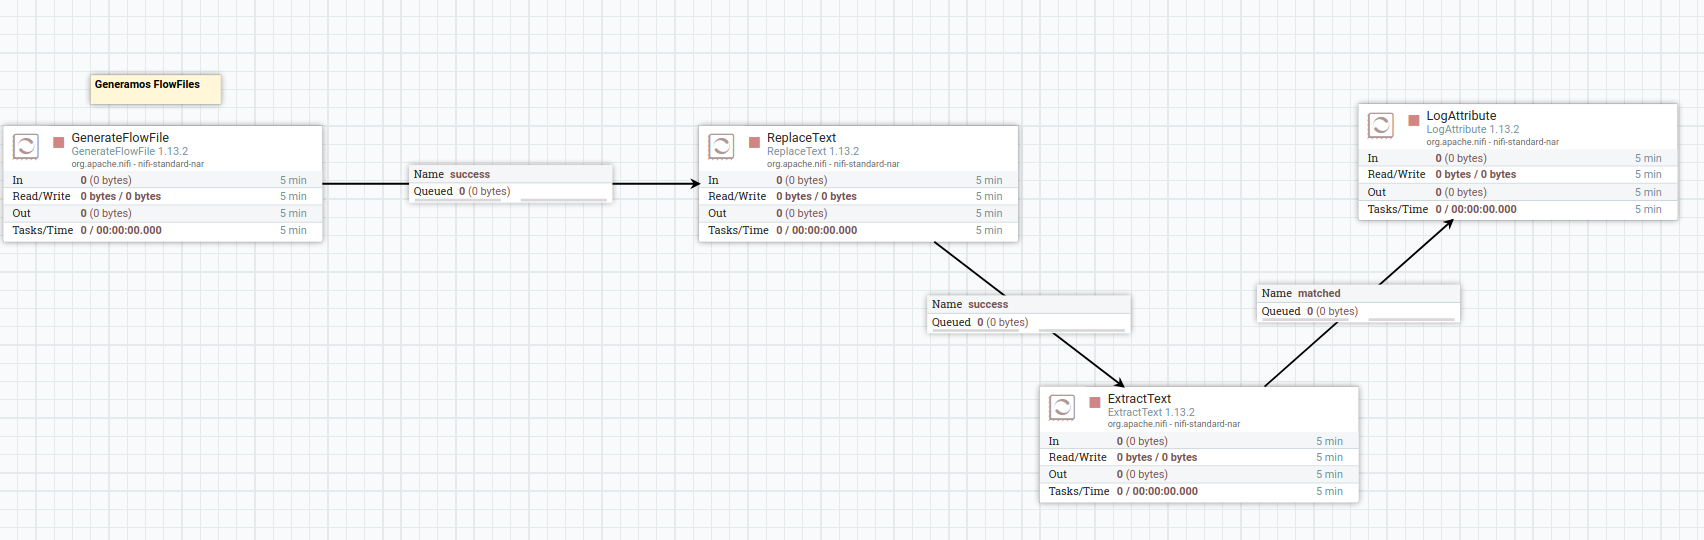 Generamos FlowFiles
GenerateFlowFile
GenerateFlowFile 1.13.2
org.apache.nifi - nifi-standard-nar
In 0 (0 bytes) 5 min
Read/Write 0 bytes / 0 bytes 5 min
Out 0 (0 bytes) 5 min
Tasks/Time 0 / 00:00:00.000 5 min
Name success
Queued 0 (0 bytes)
ReplaceText
ReplaceText 1.13.2
org.apache.nifi - nifi-standard-nar
In 0 (0 bytes) 5 min
Read/Write 0 bytes / 0 bytes 5 min
Out 0 (0 bytes) 5 min
Tasks/Time 0 / 00:00:00.000 5 min
Name success
Queued 0 (0 bytes)
ExtractText
ExtractText 1.13.2
org.apache.nifi - nifi-standard-nar
In 0 (0 bytes) 5 min
Read/Write 0 bytes / 0 bytes 5 min
Out 0 (0 bytes) 5 min
Tasks/Time 0 / 00:00:00.000 5 min
Name matched
Queued 0 (0 bytes)
LogAttribute
LogAttribute 1.13.2
org.apache.nifi - nifi-standard-nar
In 0 (0 bytes) 5 min
Read/Write 0 bytes / 0 bytes 5 min
Out 0 (0 bytes) 5 min
Tasks/Time 0 / 00:00:00.000 5 min